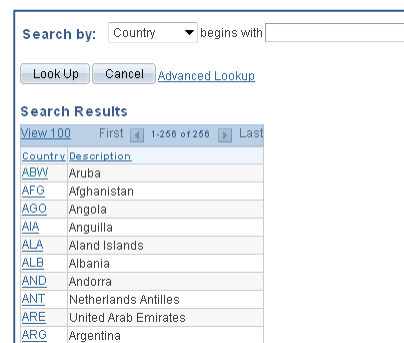 Search by: Country begins with
Look Up Cancel Advanced Lookup
Search Results
View 100 First 1-256 of 256 Last
Country Description
ABW Aruba
AFG Afghanistan
AGO Angola
AIA Anguilla
ALA Aland Islands
ALB Albania
AND Andorra
ANT Netherlands Antilles
ARE United Arab Emirates
ARG Argentina